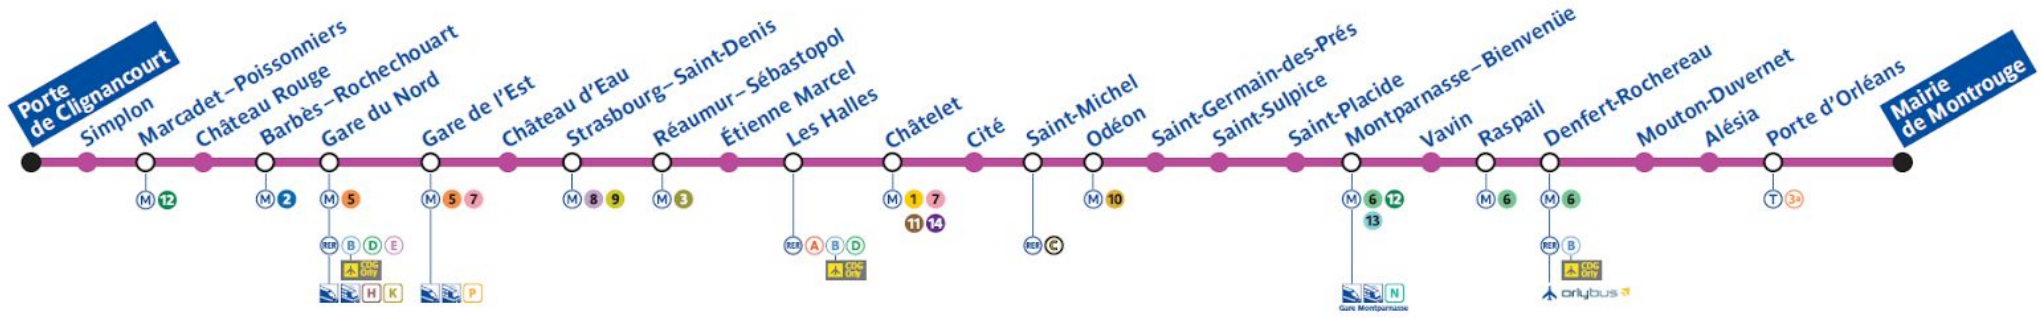 Porte
de Clignancourt
Simplon
Marcadet–Poissonniers
Château Rouge
Barbès–Rochechouart
Gare du Nord
Gare de l'Est
Château d'Eau
Strasbourg–Saint-Denis
Réaumur–Sébastopol
Étienne Marcel
Les Halles
Châtelet
Cité
Saint-Michel
Odéon
Saint-Germain-des-Prés
Saint-Sulpice
Saint-Placide
Montparnasse–Bienvenüe
Vavin
Raspail
Denfert-Rochereau
Mouton-Duvernet
Alésia
Porte d'Orléans
Mairie
de Montrouge
M 12
M 2
M 5
RER B D E
CDG
Orly
H K
M 5 7
P
M 8 9
M 3
RER A B D
CDG
Orly
M 1 7
11 14
RER C
M 10
M 6 12
13
N
Gare Montparnasse
M 6
M 6
RER B
CDG
Orly
orlybus
T 3a